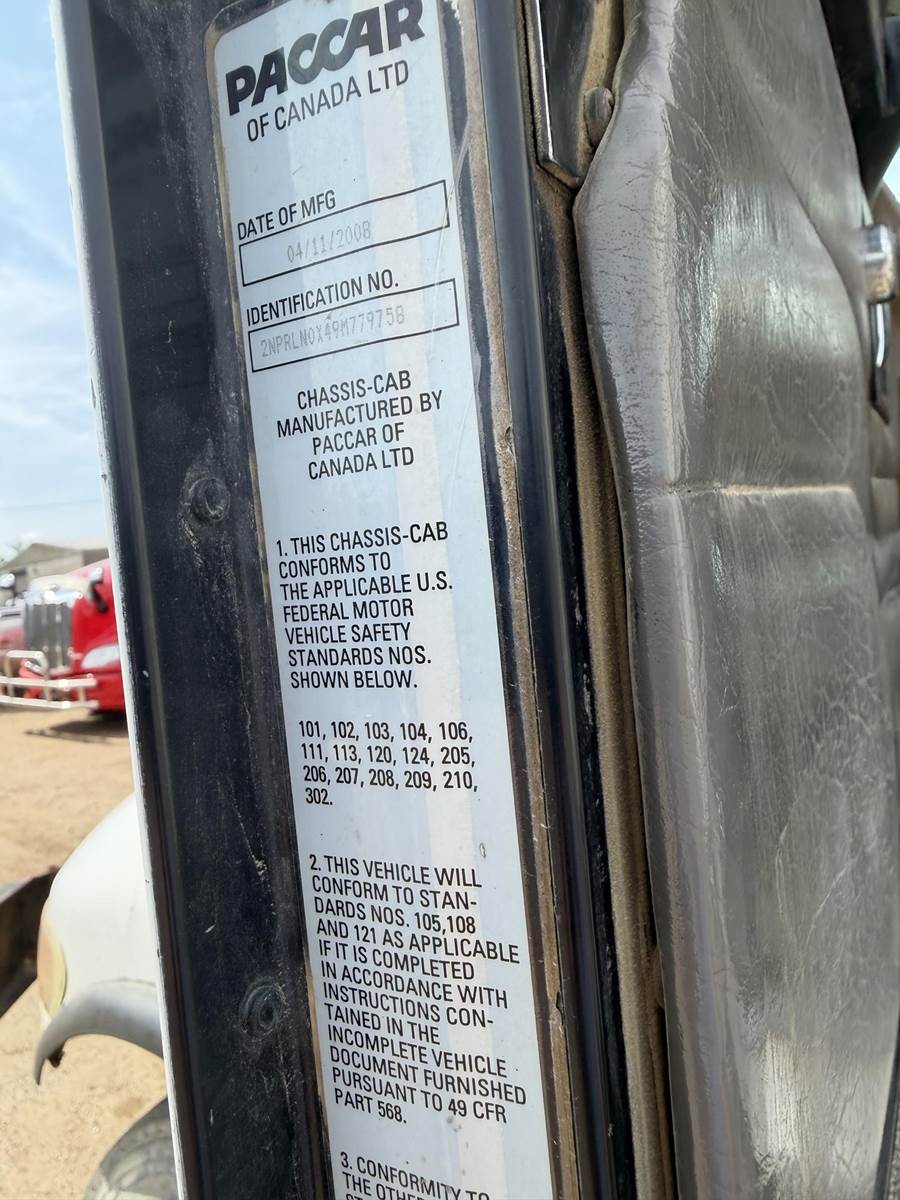 PACCAR
OF CANADA LTD
DATE OF MFG
04/11/2008
IDENTIFICATION NO.
2NPRLN0X49M779758
CHASSIS-CAB
MANUFACTURED BY
PACCAR OF
CANADA LTD
1. THIS CHASSIS-CAB
CONFORMS TO
THE APPLICABLE U.S.
FEDERAL MOTOR
VEHICLE SAFETY
STANDARDS NOS.
SHOWN BELOW.
101, 102, 103, 104, 106,
111, 113, 120, 124, 205,
206, 207, 208, 209, 210,
302.
2. THIS VEHICLE WILL
CONFORM TO STAN-
DARDS NOS. 105,108
AND 121 AS APPLICABLE
IF IT IS COMPLETED
IN ACCORDANCE WITH
INSTRUCTIONS CON-
TAINED IN THE
INCOMPLETE VEHICLE
DOCUMENT FURNISHED
PURSUANT TO 49 CFR
PART 568.
3. CONFORMITY TO
THE OTHER